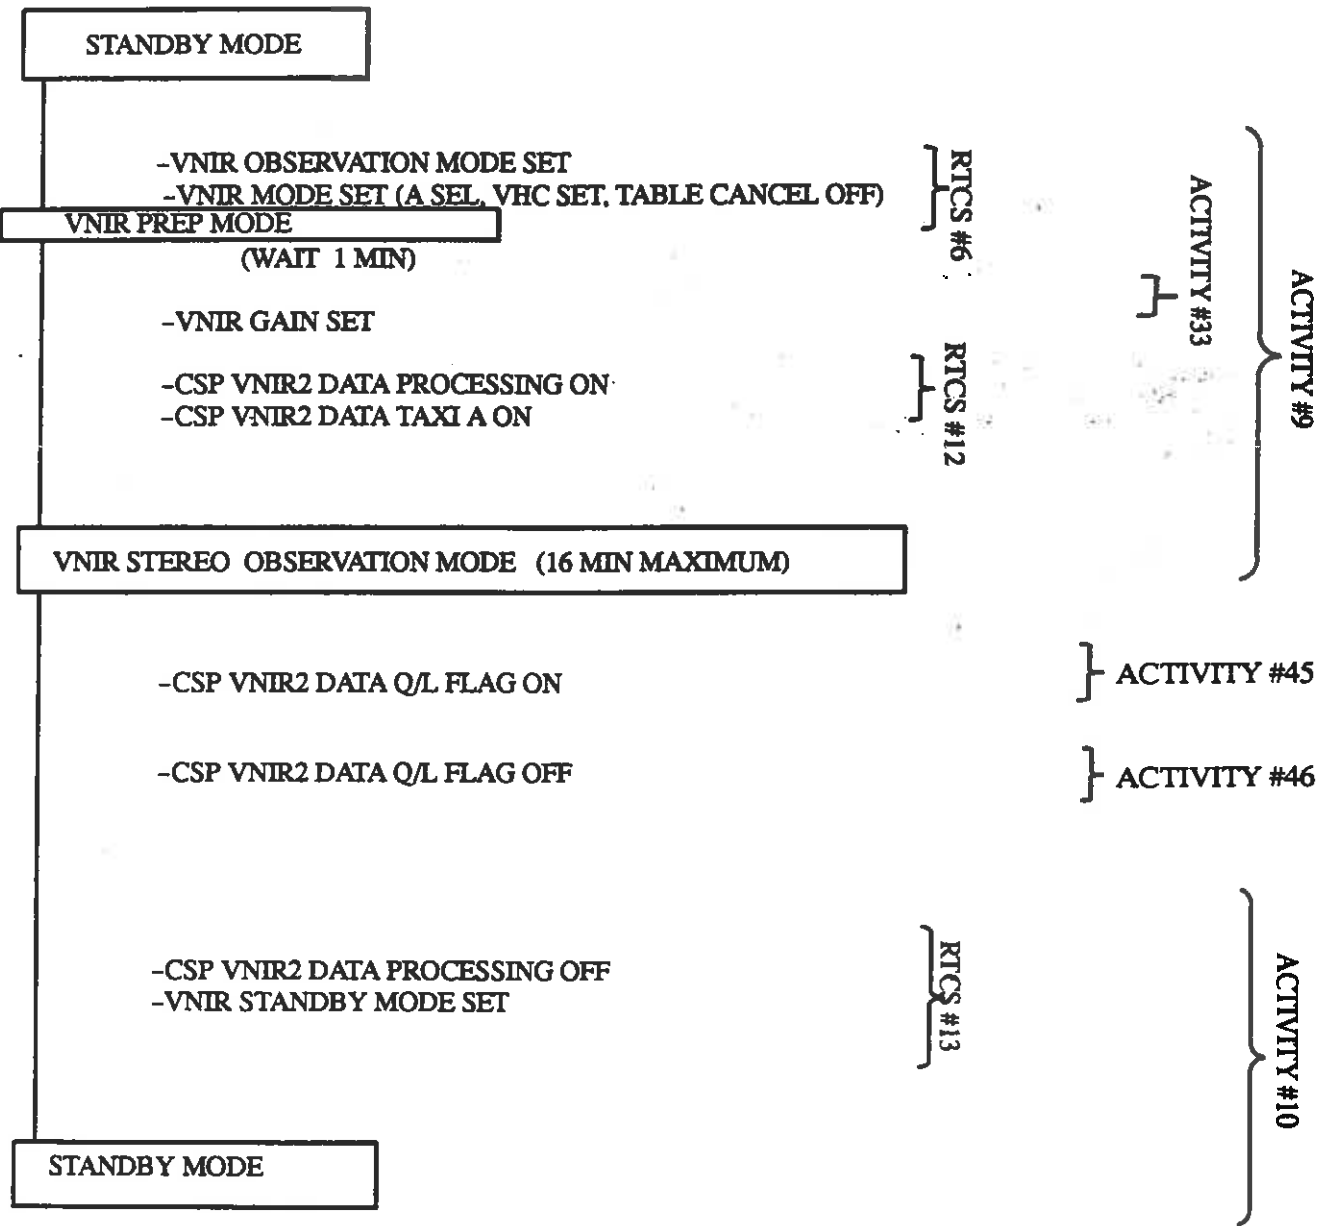 STANDBY MODE
-VNIR OBSERVATION MODE SET
-VNIR MODE SET (A SEL, VHC SET, TABLE CANCEL OFF)
RTCS #6
VNIR PREP MODE
(WAIT 1 MIN)
ACTIVITY #33
ACTIVITY #9
-VNIR GAIN SET
-CSP VNIR2 DATA PROCESSING ON
-CSP VNIR2 DATA TAXI A ON
RTCS #12
VNIR STEREO OBSERVATION MODE (16 MIN MAXIMUM)
-CSP VNIR2 DATA Q/L FLAG ON
ACTIVITY #45
-CSP VNIR2 DATA Q/L FLAG OFF
ACTIVITY #46
-CSP VNIR2 DATA PROCESSING OFF
-VNIR STANDBY MODE SET
RTCS #13
ACTIVITY #10
STANDBY MODE